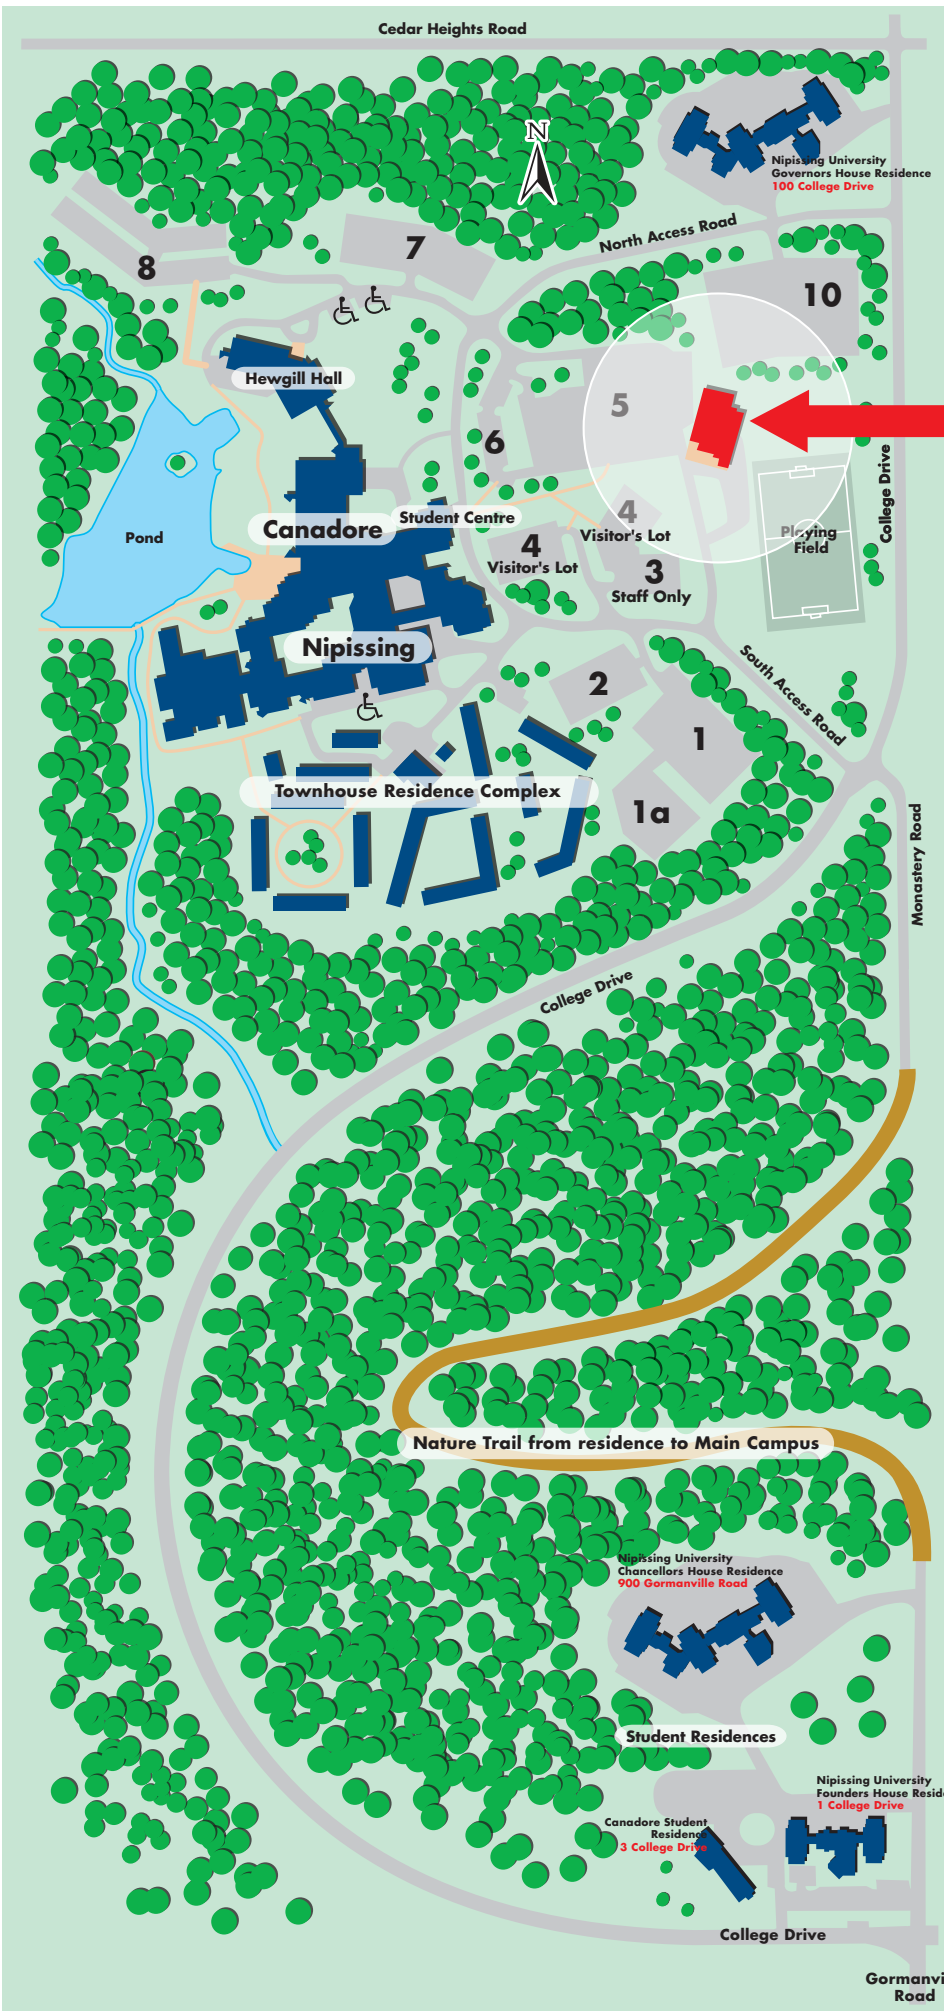 Cedar Heights Road
N
Nipissing University
Governors House Residence
100 College Drive
North Access Road
7
8
10
Hewgill Hall
5
6
College Drive
Canadore
Student Centre
4
Visitor's Lot
4
Visitor's Lot
Playing
Field
Pond
3
Staff Only
Nipissing
South Access Road
2
1
Townhouse Residence Complex
1a
Monastery Road
College Drive
Nature Trail from residence to Main Campus
Nipissing University
Chancellors House Residence
900 Gormanville Road
Student Residences
Nipissing University
Founders House Reside
1 College Drive
Canadore Student
Residence
3 College Drive
College Drive
Gormanvi
Road